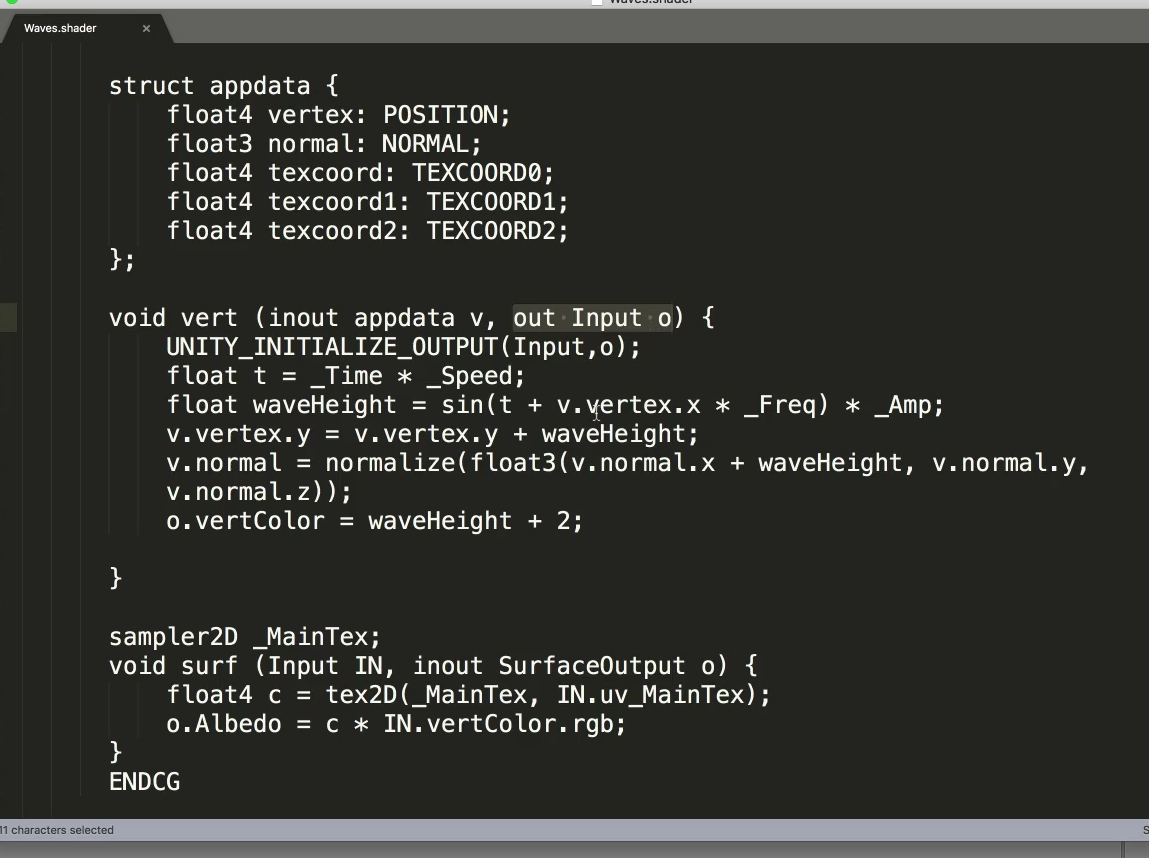 Waves.shader
Waves.shader ×
struct appdata {
float4 vertex: POSITION;
float3 normal: NORMAL;
float4 texcoord: TEXCOORD0;
float4 texcoord1: TEXCOORD1;
float4 texcoord2: TEXCOORD2;
};
void vert (inout appdata v, out Input o) {
UNITY_INITIALIZE_OUTPUT(Input,o);
float t = _Time * _Speed;
float waveHeight = sin(t + v.vertex.x * _Freq) * _Amp;
v.vertex.y = v.vertex.y + waveHeight;
v.normal = normalize(float3(v.normal.x + waveHeight, v.normal.y,
v.normal.z));
o.vertColor = waveHeight + 2;
}
sampler2D _MainTex;
void surf (Input IN, inout SurfaceOutput o) {
float4 c = tex2D(_MainTex, IN.uv_MainTex);
o.Albedo = c * IN.vertColor.rgb;
}
ENDCG
11 characters selected